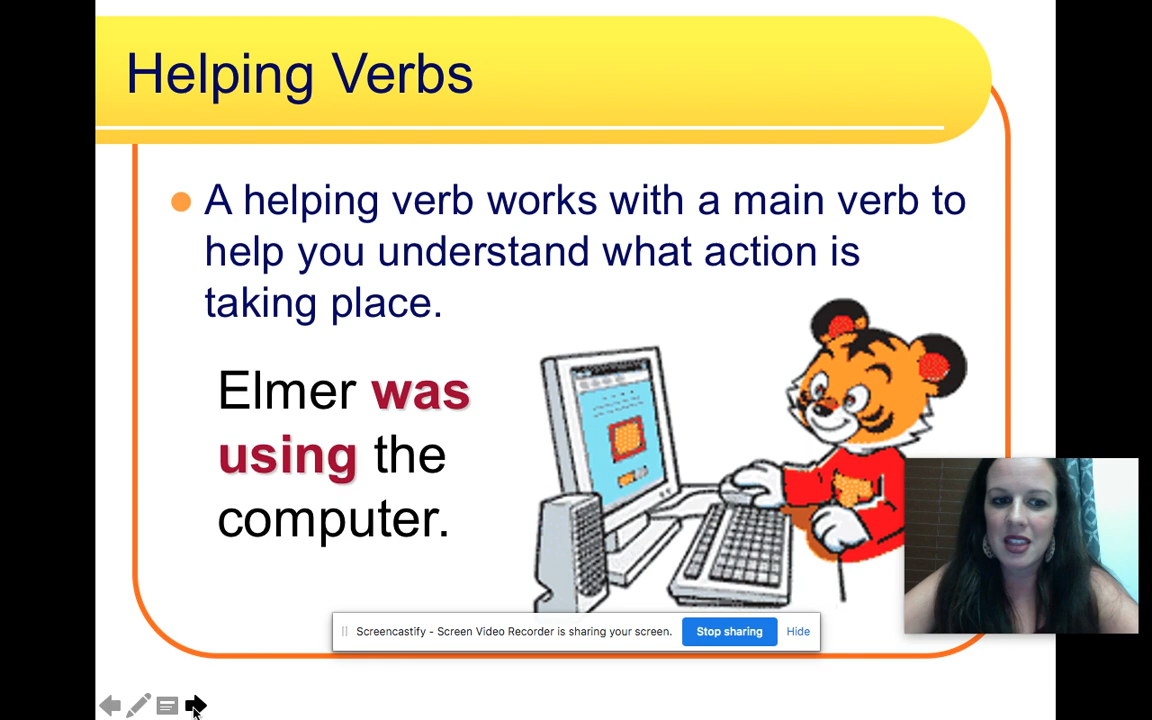 Helping Verbs
A helping verb works with a main verb to
help you understand what action is
taking place.
Elmer was
using the
computer.
Screencastify - Screen Video Recorder is sharing your screen. Stop sharing Hide